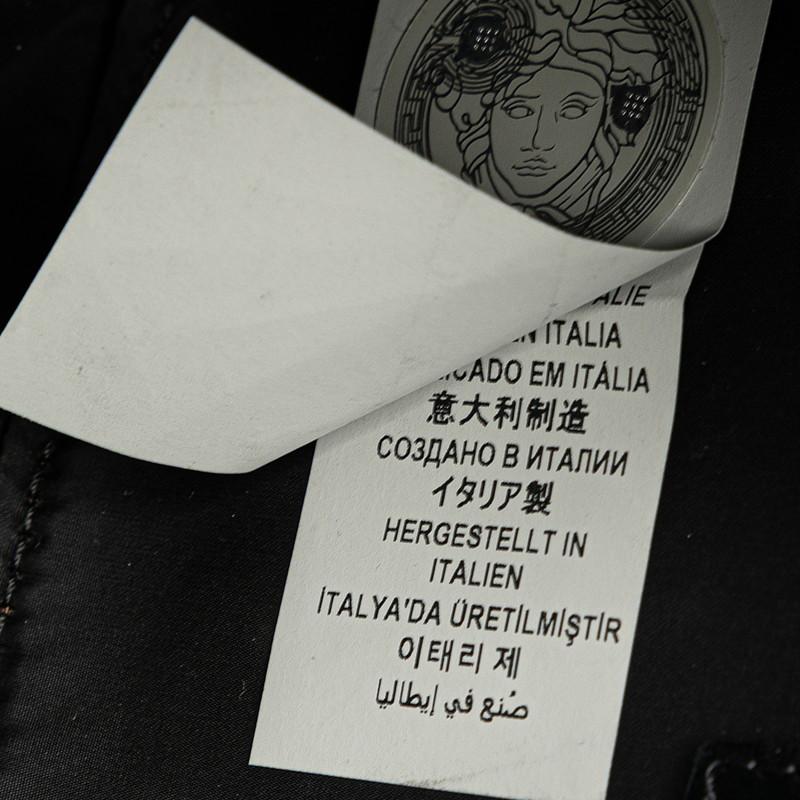 ITALIA
EM ITÁLIA
意大利制造
СОЗДАНО В ИТАЛИИ
イタリア製
HERGESTELLT IN
ITALIEN
İTALYA'DA ÜRETİLMİŞTİR
이태리 제
صُنع في إيطاليا